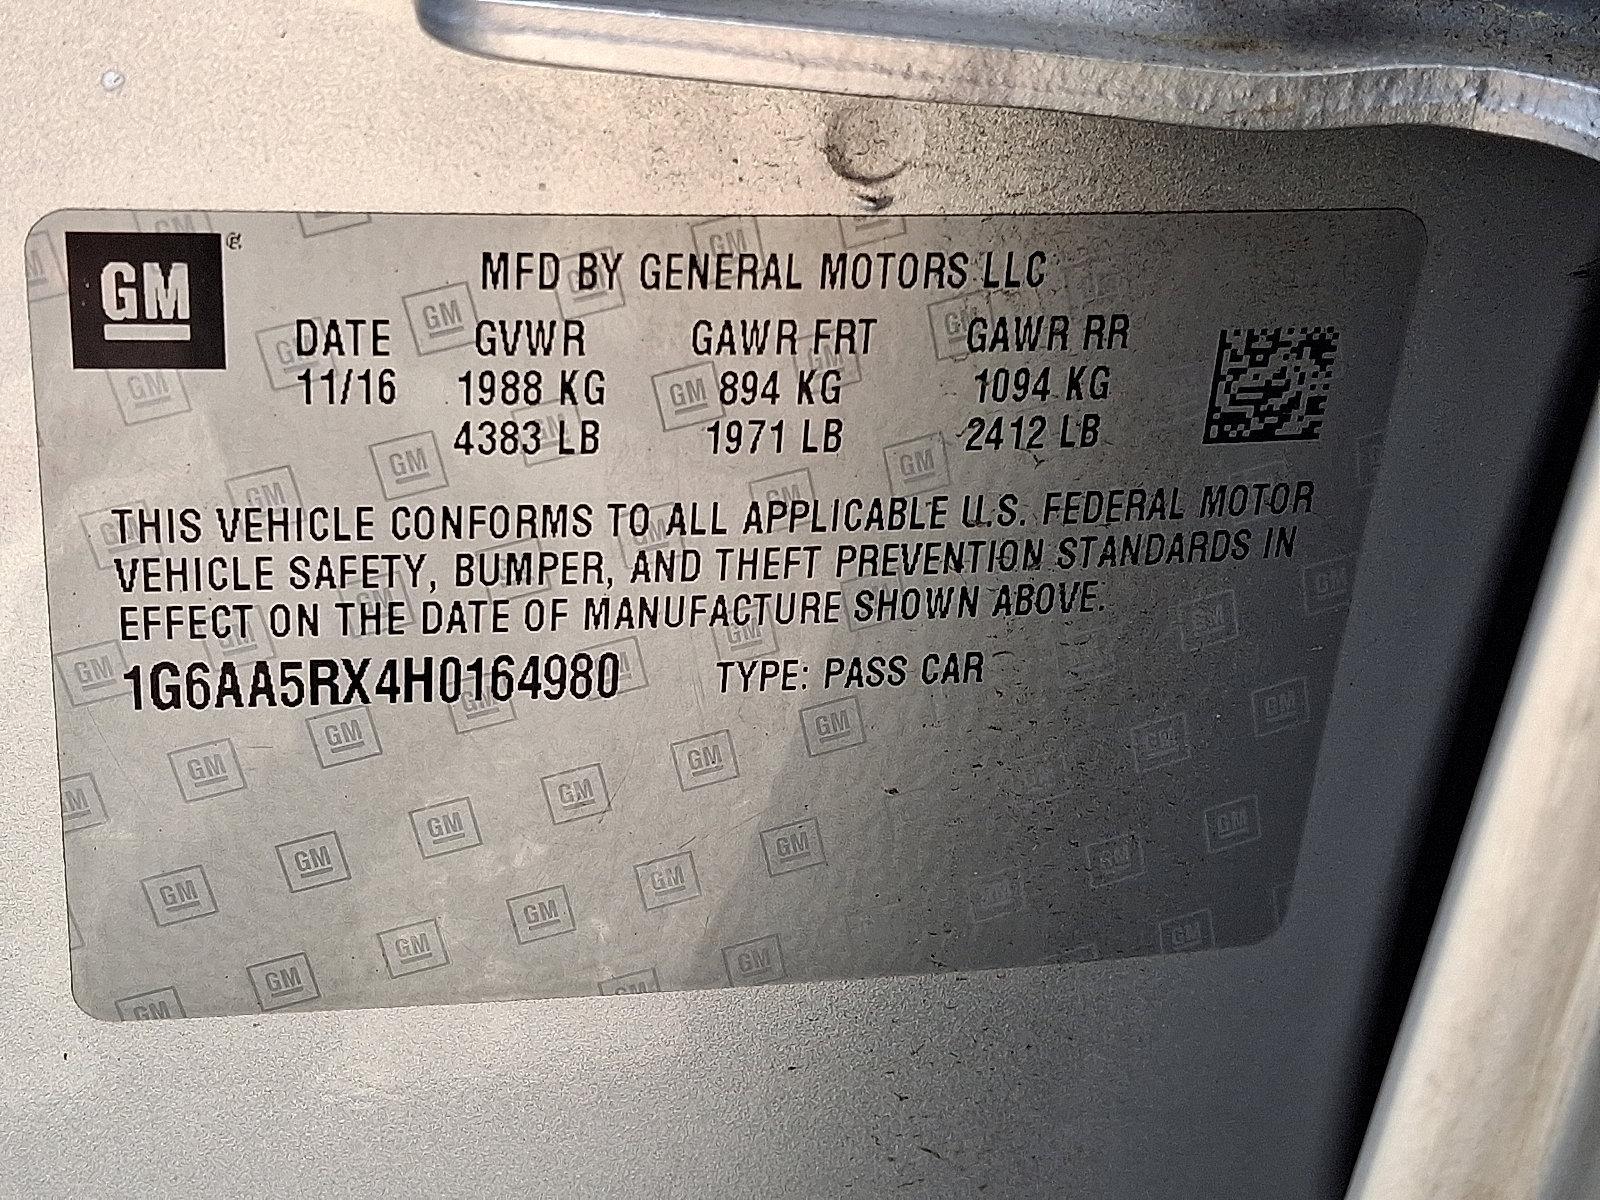 GM
MFD BY GENERAL MOTORS LLC
DATE GVWR GAWR FRT GAWR RR
11/16 1988 KG 894 KG 1094 KG
4383 LB 1971 LB 2412 LB
THIS VEHICLE CONFORMS TO ALL APPLICABLE U.S. FEDERAL MOTOR
VEHICLE SAFETY, BUMPER, AND THEFT PREVENTION STANDARDS IN
EFFECT ON THE DATE OF MANUFACTURE SHOWN ABOVE.
1G6AA5RX4H0164980 TYPE: PASS CAR